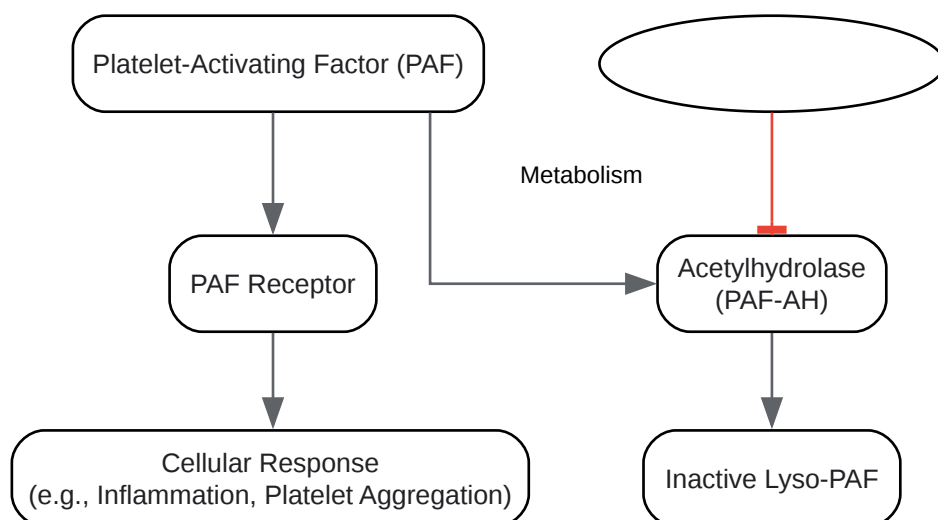 Platelet-Activating Factor (PAF)
Metabolism
PAF Receptor
Acetylhydrolase
(PAF-AH)
Cellular Response
(e.g., Inflammation, Platelet Aggregation)
Inactive Lyso-PAF